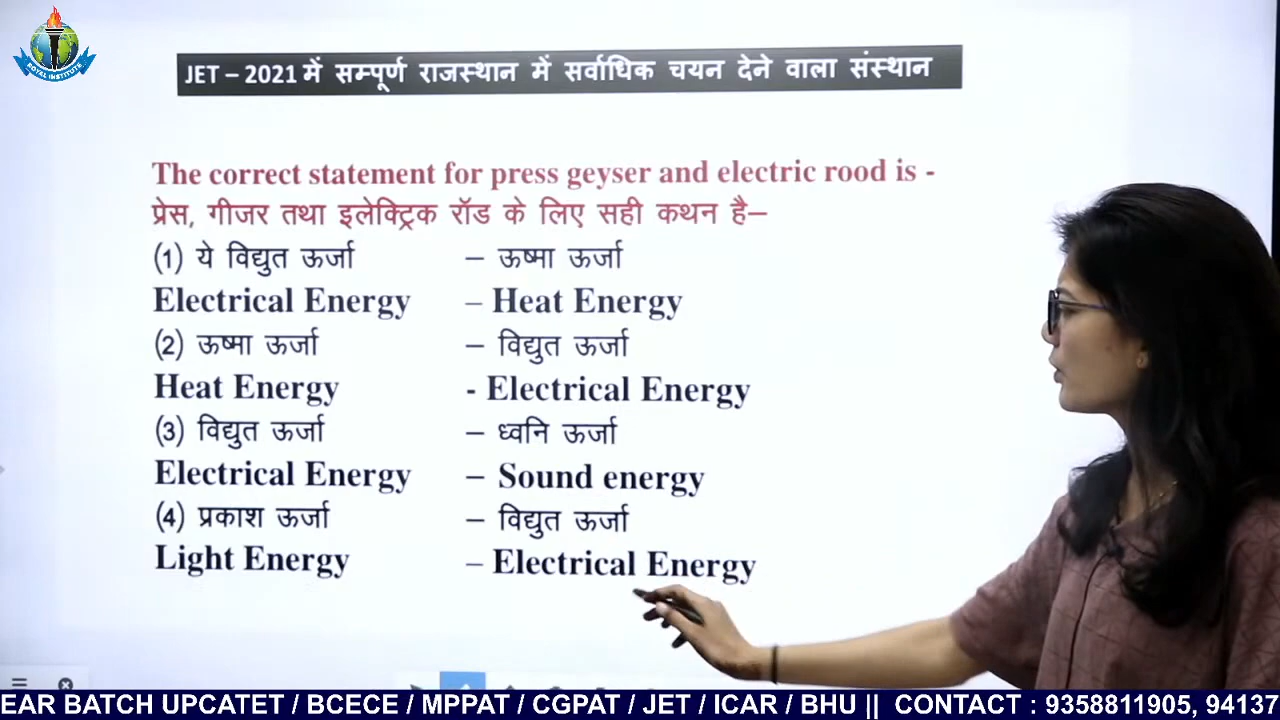 ROYAL INSTITUTE
JET – 2021 में सम्पूर्ण राजस्थान में सर्वाधिक चयन देने वाला संस्थान
The correct statement for press geyser and electric rood is -
प्रेस, गीजर तथा इलेक्ट्रिक रॉड के लिए सही कथन है–
(1) ये विद्युत ऊर्जा – ऊष्मा ऊर्जा
Electrical Energy – Heat Energy
(2) ऊष्मा ऊर्जा – विद्युत ऊर्जा
Heat Energy - Electrical Energy
(3) विद्युत ऊर्जा – ध्वनि ऊर्जा
Electrical Energy – Sound energy
(4) प्रकाश ऊर्जा – विद्युत ऊर्जा
Light Energy – Electrical Energy
EAR BATCH UPCATET / BCECE / MPPAT / CGPAT / JET / ICAR / BHU || CONTACT : 9358811905, 94137